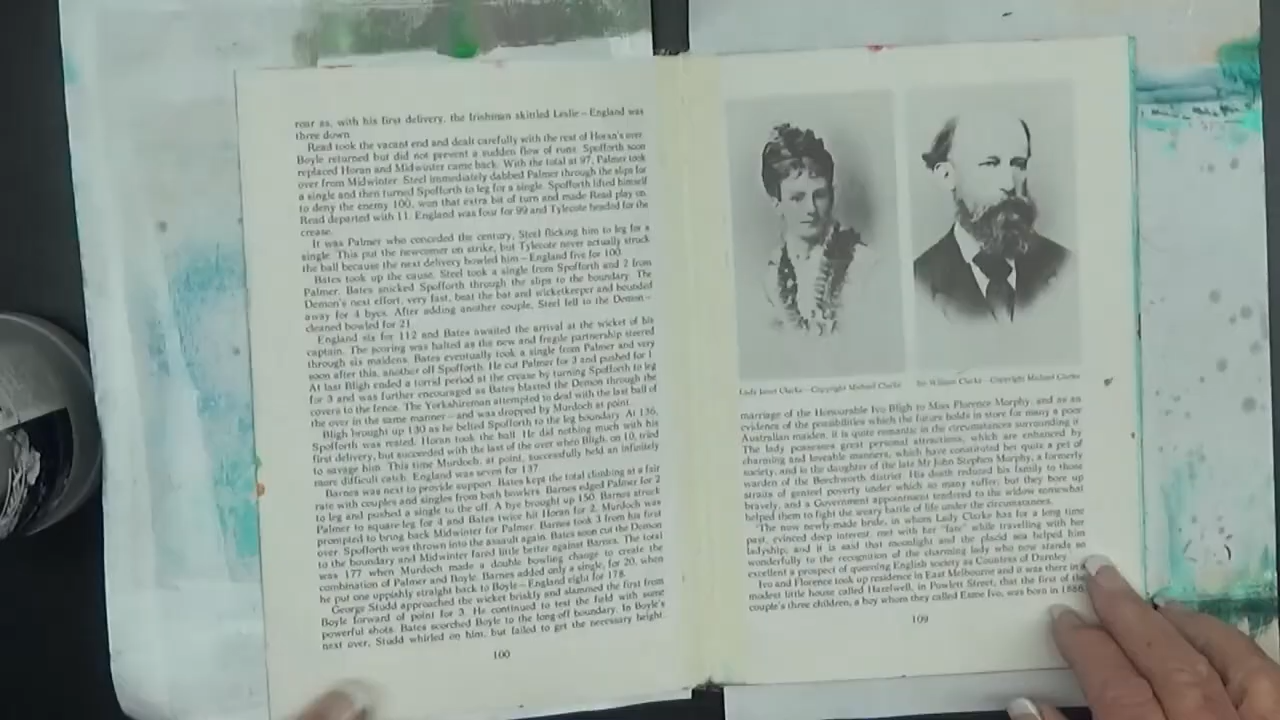 roar as, with his first delivery, the Irishman skittled Leslie – England was
three down.
Read took the vacant end and dealt carefully with the rest of Horan's over.
Boyle returned but did not prevent a sudden flow of runs. Spofforth soon
replaced Horan and Midwinter came back. With the total at 97, Palmer took
over from Midwinter. Steel immediately dabbed Palmer through the slips for
a single and then turned Spofforth to leg for a single. Spofforth lifted himself
to deny the enemy 100, won that extra bit of turn and made Read play on.
Read departed with 11. England was four for 99 and Tylecote headed for the
crease.
It was Palmer who conceded the century, Steel flicking him to leg for a
single. This put the newcomer on strike, but Tylecote never actually struck
the ball because the next delivery bowled him – England five for 100.
Bates took up the cause. Steel took a single from Spofforth and 2 from
Palmer. Bates snicked Spofforth through the slips to the boundary. The
Demon's next effort, very fast, beat the bat and wicketkeeper and bounded
away for 4 byes. After adding another couple, Steel fell to the Demon –
cleaned bowled for 21.
England six for 112 and Bates awaited the arrival at the wicket of his
captain. The scoring was halted as the new and fragile partnership steered
through six maidens. Bates eventually took a single from Palmer and very
soon after this, another off Spofforth. He cut Palmer for 3 and pushed for 1.
At last Bligh ended a torrid period at the crease by turning Spofforth to leg
for 3 and was further encouraged as Bates blasted the Demon through the
covers to the fence. The Yorkshireman attempted to deal with the last ball of
the over in the same manner – and was dropped by Murdoch at point.
Bligh brought up 130 as he belted Spofforth to the leg boundary. At 136,
Spofforth was rested. Horan took the ball. He did nothing much with his
first delivery, but succeeded with the last of the over when Bligh, on 10, tried
to savage him. This time Murdoch, at point, successfully held an infinitely
more difficult catch. England was seven for 137.
Barnes was next to provide support. Bates kept the total climbing at a fair
rate with couples and singles from both bowlers. Barnes edged Palmer for 2
to leg and pushed a single to the off. A bye brought up 150. Barnes struck
Palmer to square-leg for 4 and Bates twice hit Horan for 2. Murdoch was
prompted to bring back Midwinter for Palmer. Barnes took 3 from his first
over. Spofforth was thrown into the assault again. Bates soon cut the Demon
to the boundary and Midwinter fared little better against Barnes. The total
was 177 when Murdoch made a double bowling change to create the
combination of Palmer and Boyle. Barnes added only a single, for 20, when
he put one uppishly straight back to Boyle – England eight for 178.
George Studd approached the wicket briskly and slammed the first from
Boyle forward of point for 3. He continued to test the field with some
powerful shots. Bates scorched Boyle to the long-off boundary. In Boyle's
next over, Studd whirled on him, but failed to get the necessary height.
100
Lady Janet Clarke – Copyright Michael Clarke
Sir William Clarke – Copyright Michael Clarke
marriage of the Honourable Ivo Bligh to Miss Florence Morphy, and as an
evidence of the possibilities which the future holds in store for many a poor
Australian maiden, it is quite romantic in the circumstances surrounding it.
The lady possesses great personal attractions, which are enhanced by
charming and loveable manners, which have constituted her quite a pet of
society, and is the daughter of the late Mr John Stephen Morphy, a formerly
warden of the Beechworth district. His death reduced his family to those
straits of genteel poverty under which so many suffer; but they bore up
bravely, and a Government appointment tendered to the widow somewhat
helped them to fight the weary battle of life under the circumstances.
'The now newly-made bride, in whom Lady Clarke has for a long time
past, evinced deep interest, met with her "fate" while travelling with her
ladyship, and it is said that moonlight and the placid sea helped him
wonderfully to the recognition of the charming lady who now stands so
excellent a prospect of queening English society as Countess of Darnley.'
Ivo and Florence took up residence in East Melbourne and it was there in a
modest little house called Hazelwell, in Powlett Street, that the first of the
couple's three children, a boy whom they called Esme Ivo, was born in 1886.
109